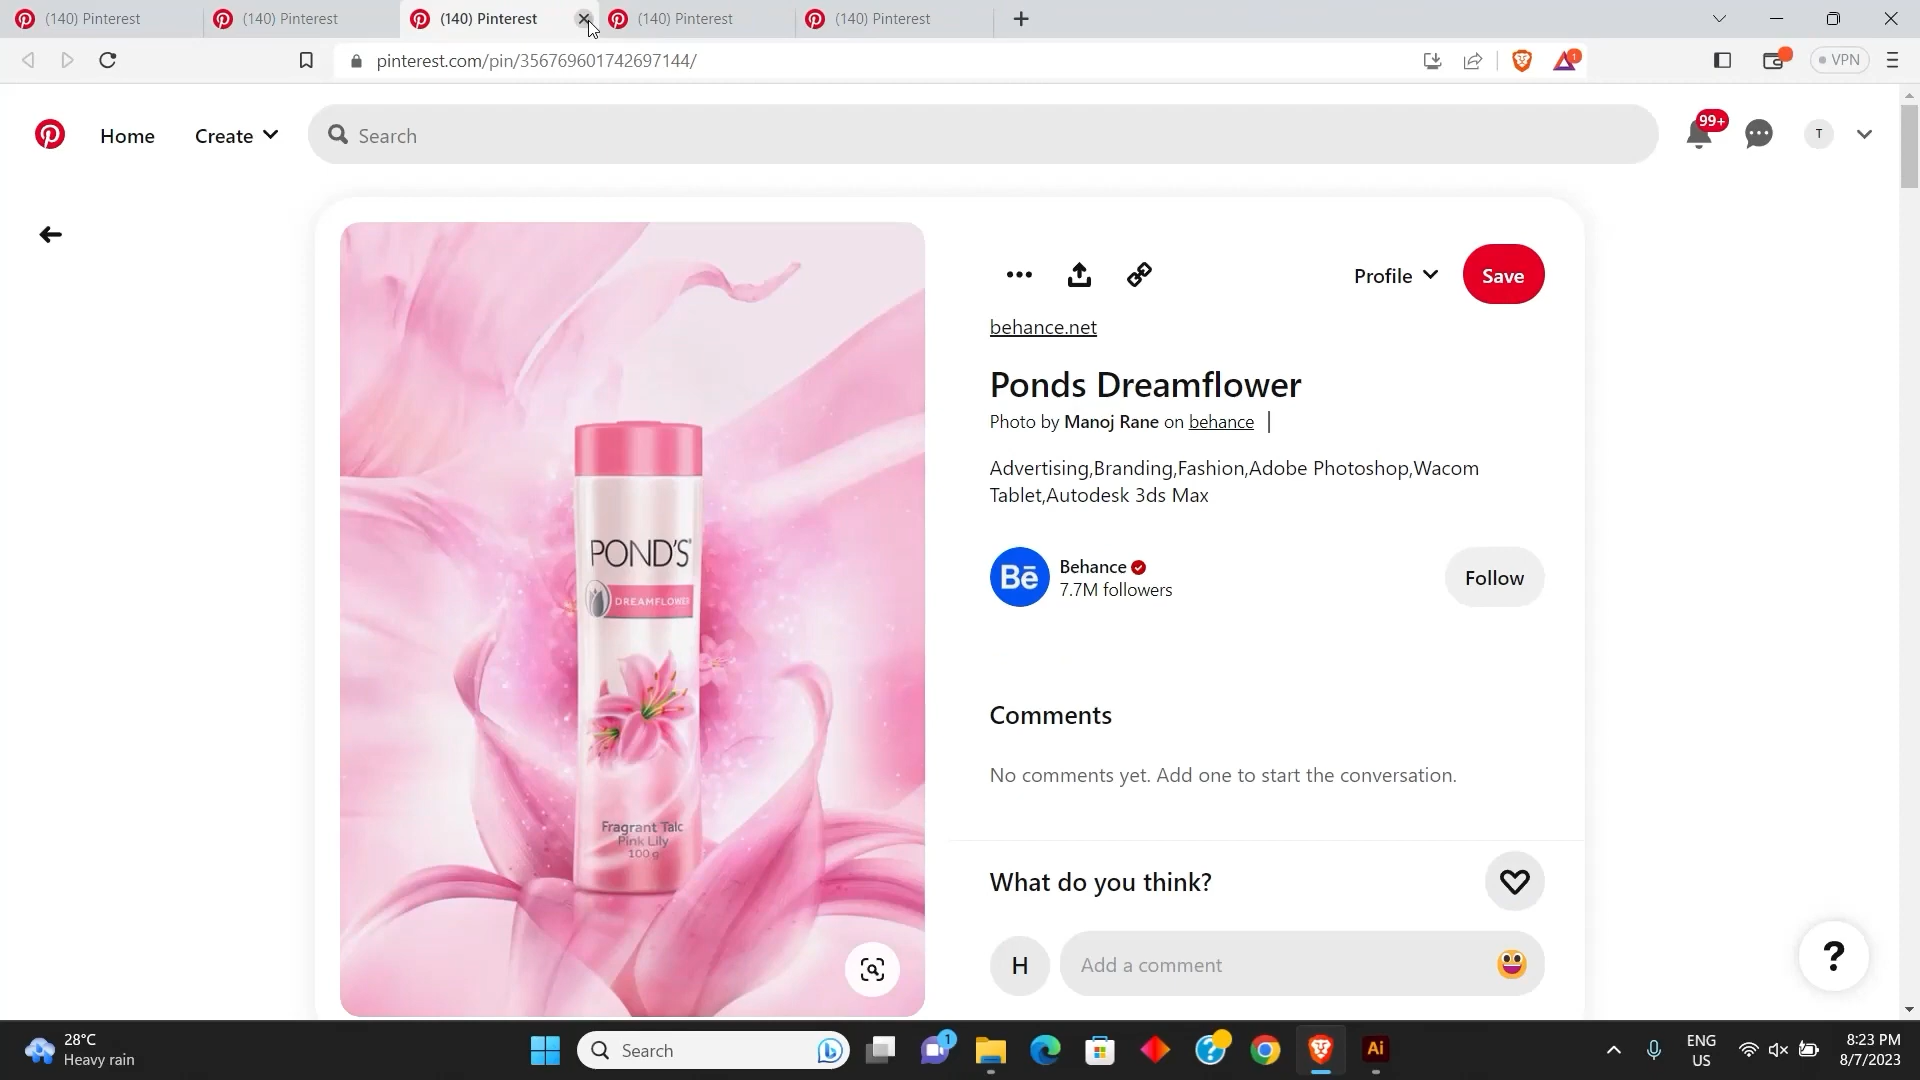 (140) Pinterest
(140) Pinterest
(140) Pinterest
(140) Pinterest
(140) Pinterest
pinterest.com/pin/356769601742697144/
1
VPN
Home
Create
Search
99+
T
Profile
Save
behance.net
Ponds Dreamflower
Photo by Manoj Rane on behance
Advertising,Branding,Fashion,Adobe Photoshop,Wacom
Tablet,Autodesk 3ds Max
Bē
Behance
7.7M followers
Follow
POND'S
DREAMFLOWER
Fragrant Talc
Pink Lily
100 g
Comments
No comments yet. Add one to start the conversation.
What do you think?
H
Add a comment
?
28°C
Heavy rain
Search
1
Ai
ENG
US
8:23 PM
8/7/2023